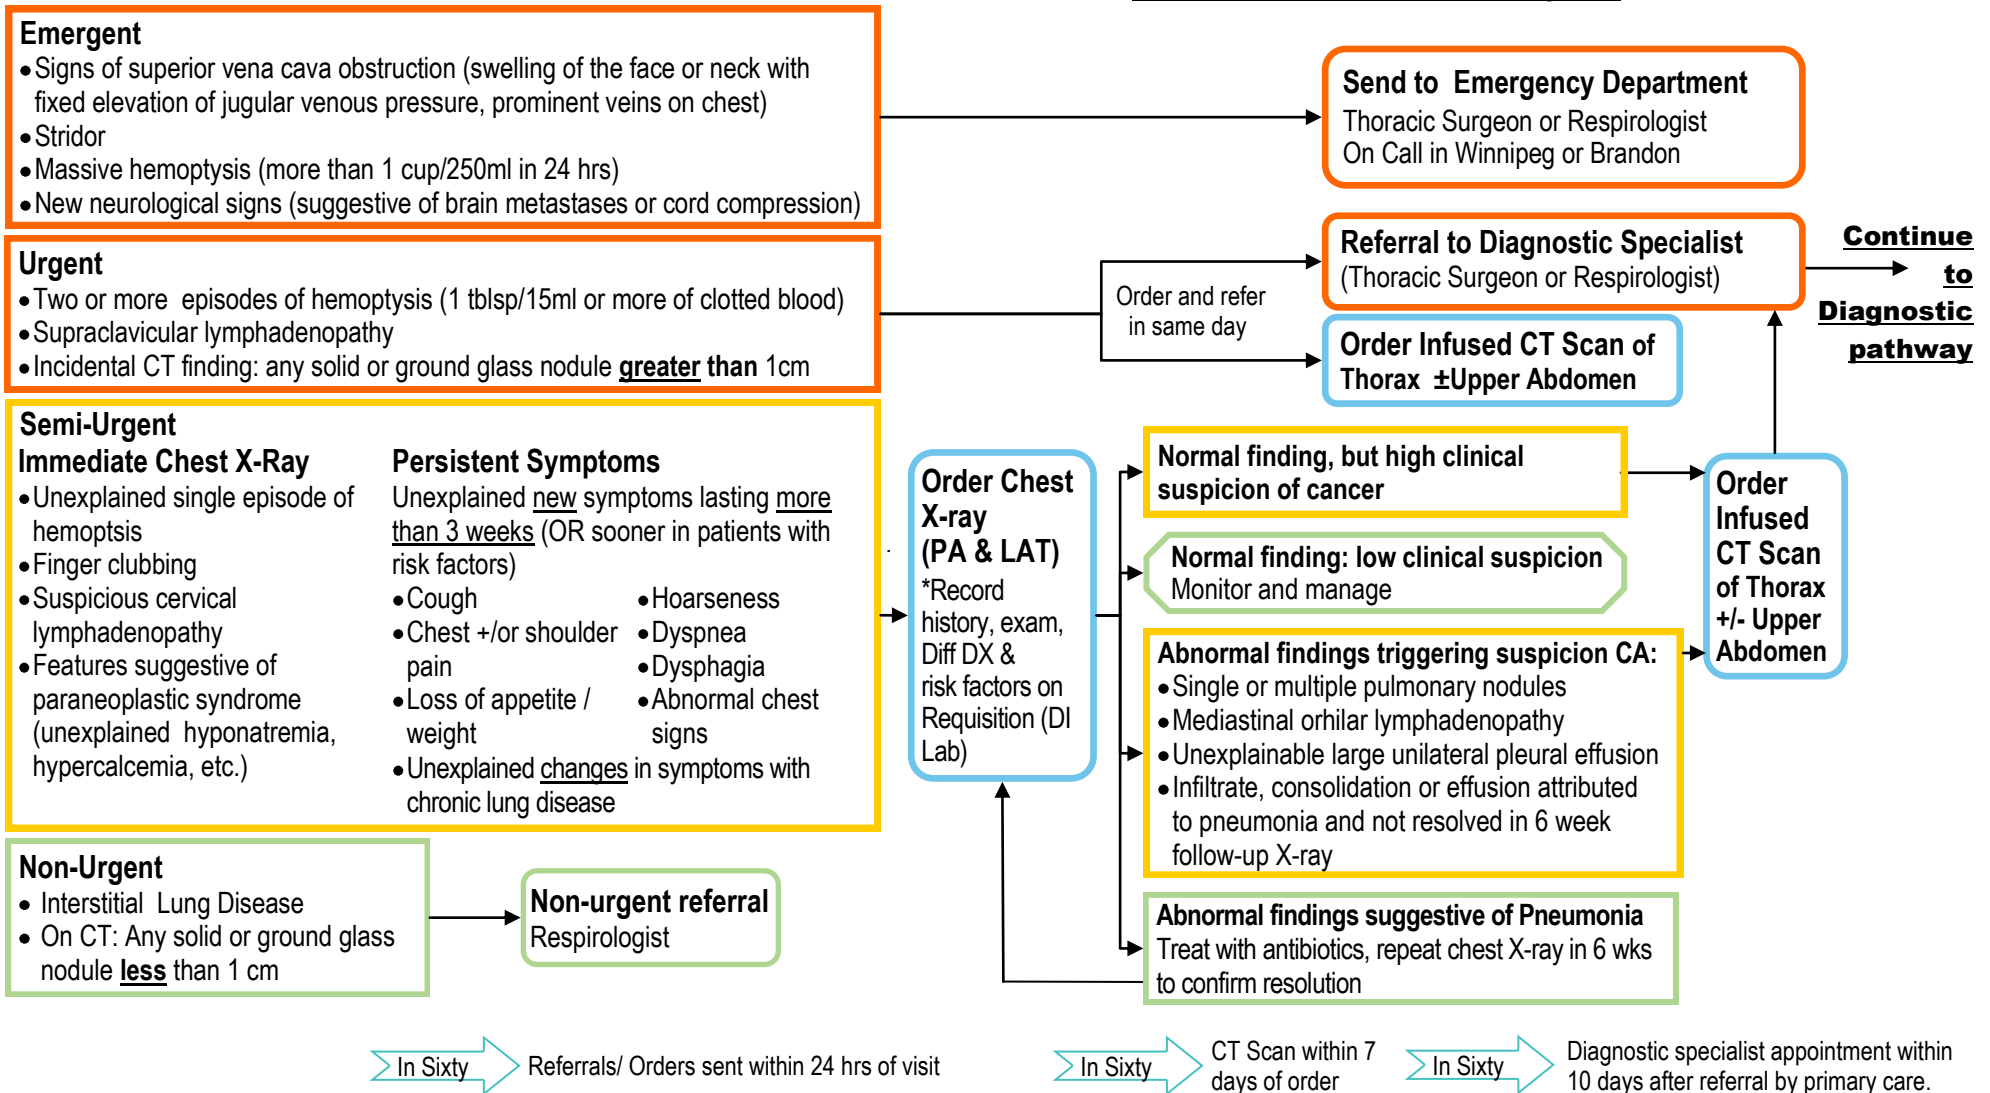 Emergent
•Signs of superior vena cava obstruction (swelling of the face or neck with
fixed elevation of jugular venous pressure, prominent veins on chest)
•Stridor
•Massive hemoptysis (more than 1 cup/250ml in 24 hrs)
•New neurological signs (suggestive of brain metastases or cord compression)
Send to Emergency Department
Thoracic Surgeon or Respirologist
On Call in Winnipeg or Brandon
Urgent
•Two or more episodes of hemoptysis (1 tblsp/15ml or more of clotted blood)
•Supraclavicular lymphadenopathy
•Incidental CT finding: any solid or ground glass nodule greater than 1cm
Order and refer
in same day
Referral to Diagnostic Specialist
(Thoracic Surgeon or Respirologist)
Order Infused CT Scan of
Thorax ±Upper Abdomen
Continue
to
Diagnostic
pathway
Semi-Urgent
Immediate Chest X-Ray
•Unexplained single episode of
hemoptsis
•Finger clubbing
•Suspicious cervical
lymphadenopathy
•Features suggestive of
paraneoplastic syndrome
(unexplained hyponatremia,
hypercalcemia, etc.)
Persistent Symptoms
Unexplained new symptoms lasting more
than 3 weeks (OR sooner in patients with
risk factors)
•Cough
•Chest +/or shoulder
pain
•Loss of appetite /
weight
•Hoarseness
•Dyspnea
•Dysphagia
•Abnormal chest
signs
•Unexplained changes in symptoms with
chronic lung disease
Order Chest
X-ray
(PA & LAT)
*Record
history, exam,
Diff DX &
risk factors on
Requisition (DI
Lab)
Normal finding, but high clinical
suspicion of cancer
Normal finding: low clinical suspicion
Monitor and manage
Abnormal findings triggering suspicion CA:
•Single or multiple pulmonary nodules
•Mediastinal orhilar lymphadenopathy
•Unexplainable large unilateral pleural effusion
•Infiltrate, consolidation or effusion attributed
to pneumonia and not resolved in 6 week
follow-up X-ray
Abnormal findings suggestive of Pneumonia
Treat with antibiotics, repeat chest X-ray in 6 wks
to confirm resolution
Order
Infused
CT Scan
of Thorax
+/- Upper
Abdomen
Non-Urgent
• Interstitial Lung Disease
• On CT: Any solid or ground glass
nodule less than 1 cm
Non-urgent referral
Respirologist
In Sixty
Referrals/ Orders sent within 24 hrs of visit
In Sixty
CT Scan within 7
days of order
In Sixty
Diagnostic specialist appointment within
10 days after referral by primary care.